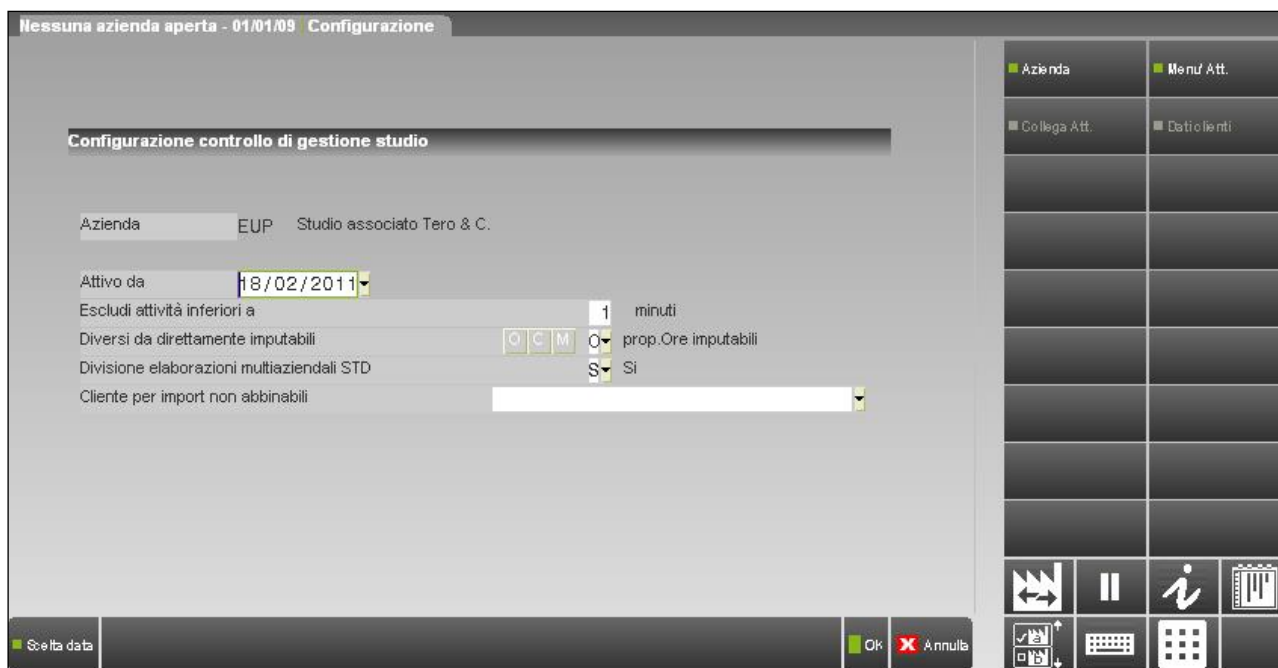 Nessuna azienda aperta - 01/01/09 Configurazione
Azienda
Menu' Att.
Collega Att.
Dati clienti
Configurazione controllo di gestione studio
Azienda EUP Studio associato Tero & C.
Attivo da 18/02/2011
Escludi attività inferiori a 1 minuti
Diversi da direttamente imputabili O C M O prop.Ore imputabili
Divisione elaborazioni multiaziendali STD S Si
Cliente per import non abbinabili
Scelta data
Ok
Annulla